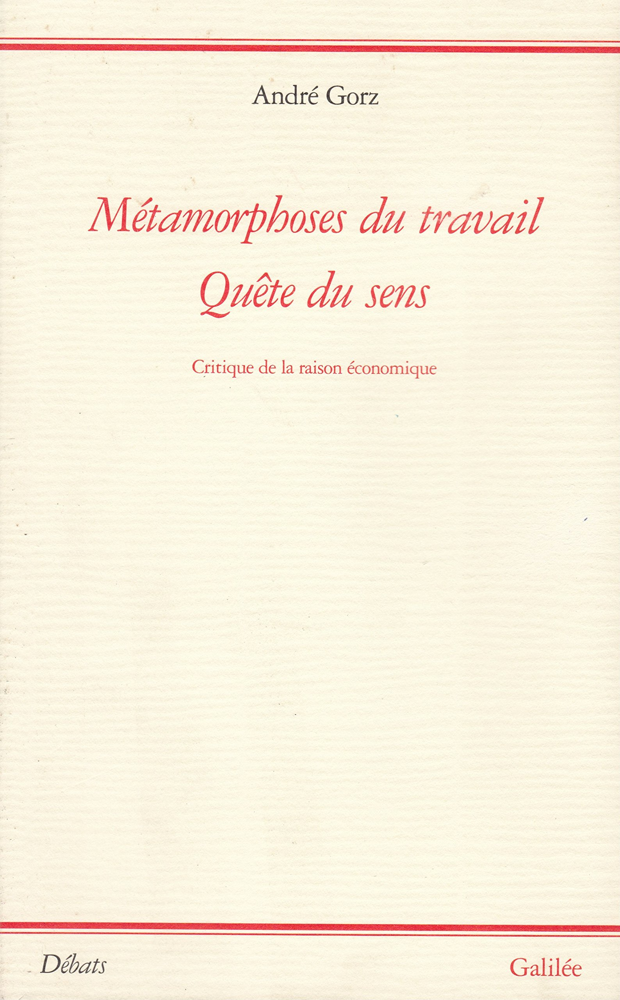 André Gorz
Métamorphoses du travail
Quête du sens
Critique de la raison économique
Débats
Galilée